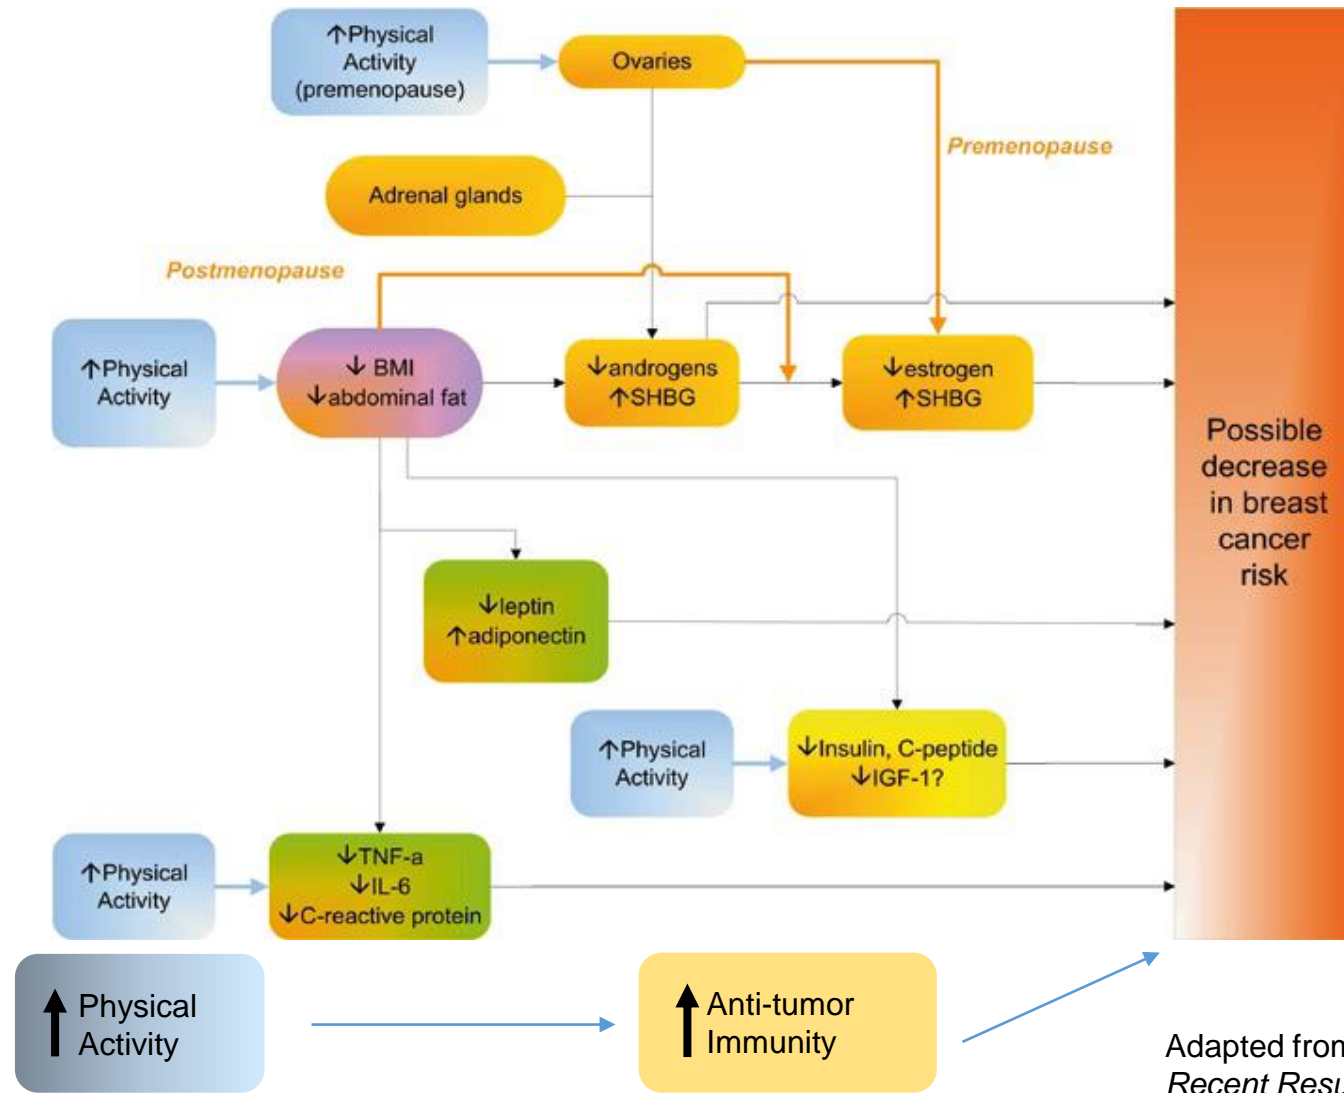 ↑Physical
Activity
(premenopause)
Ovaries
Premenopause
Adrenal glands
Postmenopause
↑Physical
Activity
↓ BMI
↓abdominal fat
↓androgens
↑SHBG
↓estrogen
↑SHBG
Possible
decrease
in breast
cancer
risk
↓leptin
↑adiponectin
↑Physical
Activity
↓Insulin, C-peptide
↓IGF-1?
↑Physical
Activity
↓TNF-a
↓IL-6
↓C-reactive protein
↑ Physical
Activity
↑ Anti-tumor
Immunity
Adapted from
Recent